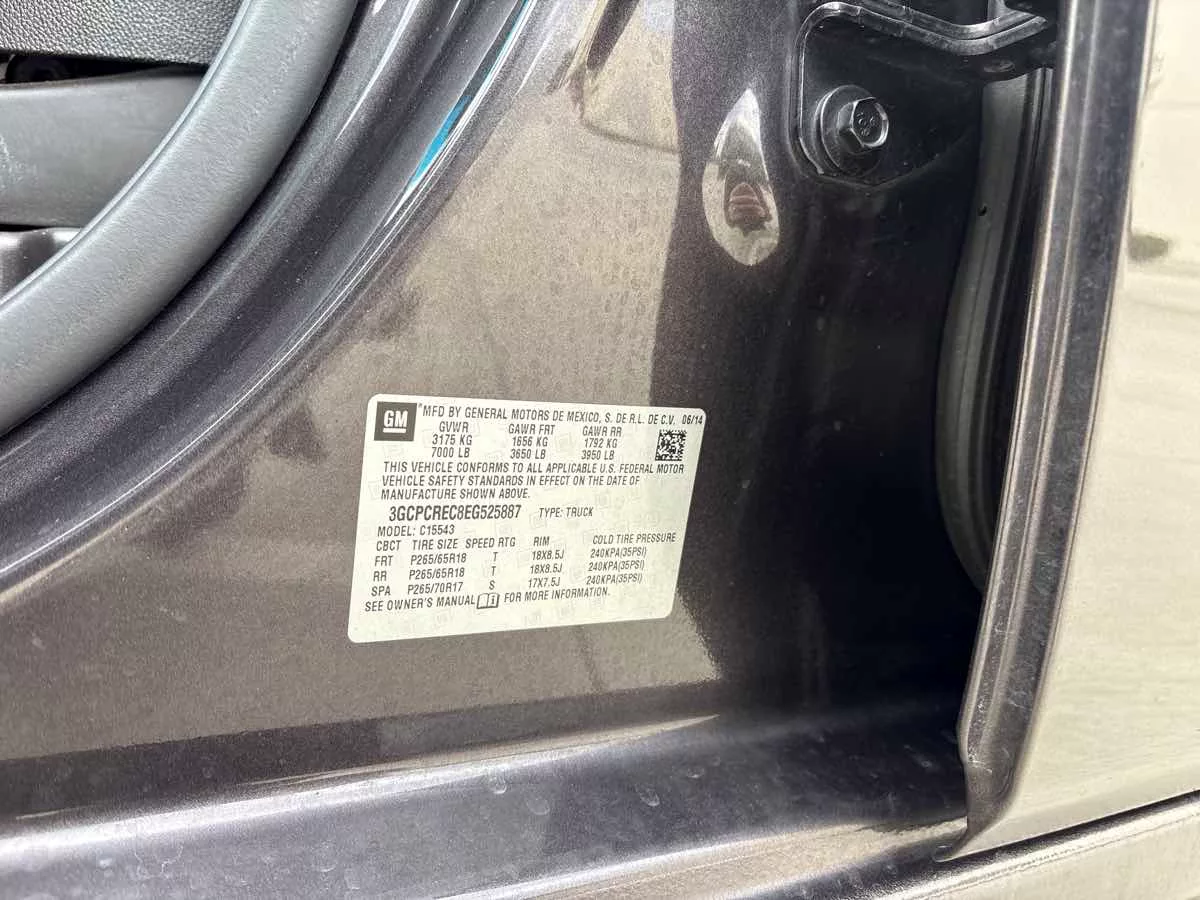 GM ® MFD BY GENERAL MOTORS DE MEXICO, S. DE R.L. DE C.V. 06/14
GVWR GAWR FRT GAWR RR
3175 KG 1656 KG 1792 KG
7000 LB 3650 LB 3950 LB
THIS VEHICLE CONFORMS TO ALL APPLICABLE U.S. FEDERAL MOTOR
VEHICLE SAFETY STANDARDS IN EFFECT ON THE DATE OF
MANUFACTURE SHOWN ABOVE.
3GCPCREC8EG525887 TYPE: TRUCK
MODEL: C15543
CBCT TIRE SIZE SPEED RTG RIM COLD TIRE PRESSURE
FRT P265/65R18 T 18X8.5J 240KPA(35PSI)
RR P265/65R18 T 18X8.5J 240KPA(35PSI)
SPA P265/70R17 S 17X7.5J 240KPA(35PSI)
SEE OWNER'S MANUAL FOR MORE INFORMATION.